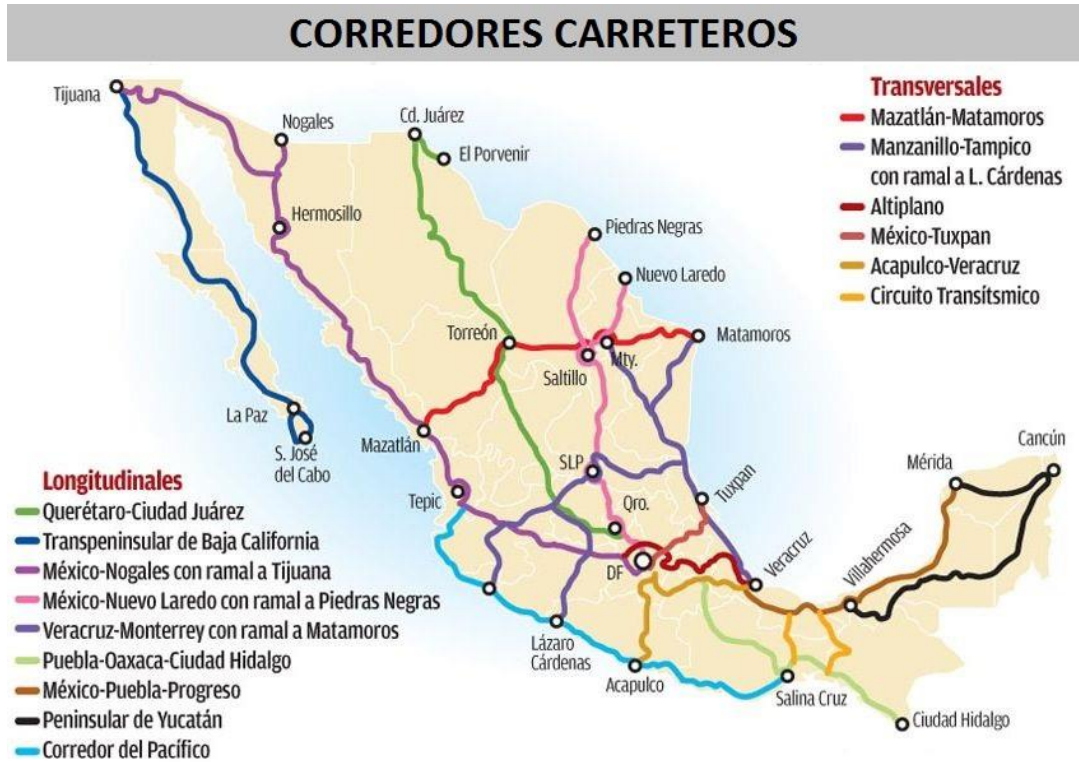 CORREDORES CARRETEROS
Tijuana
Nogales
Cd. Juárez
El Porvenir
Hermosillo
Piedras Negras
Nuevo Laredo
Torreón
Saltillo
Mty.
Matamoros
La Paz
S. José
del Cabo
Mazatlán
SLP
Tepic
Qro.
Tuxpan
DF
Veracruz
Villahermosa
Mérida
Cancún
Lázaro
Cárdenas
Acapulco
Salina Cruz
Ciudad Hidalgo
Transversales
Mazatlán-Matamoros
Manzanillo-Tampico
con ramal a L. Cárdenas
Altiplano
México-Tuxpan
Acapulco-Veracruz
Circuito Transítsmico
Longitudinales
Querétaro-Ciudad Juárez
Transpeninsular de Baja California
México-Nogales con ramal a Tijuana
México-Nuevo Laredo con ramal a Piedras Negras
Veracruz-Monterrey con ramal a Matamoros
Puebla-Oaxaca-Ciudad Hidalgo
México-Puebla-Progreso
Peninsular de Yucatán
Corredor del Pacífico